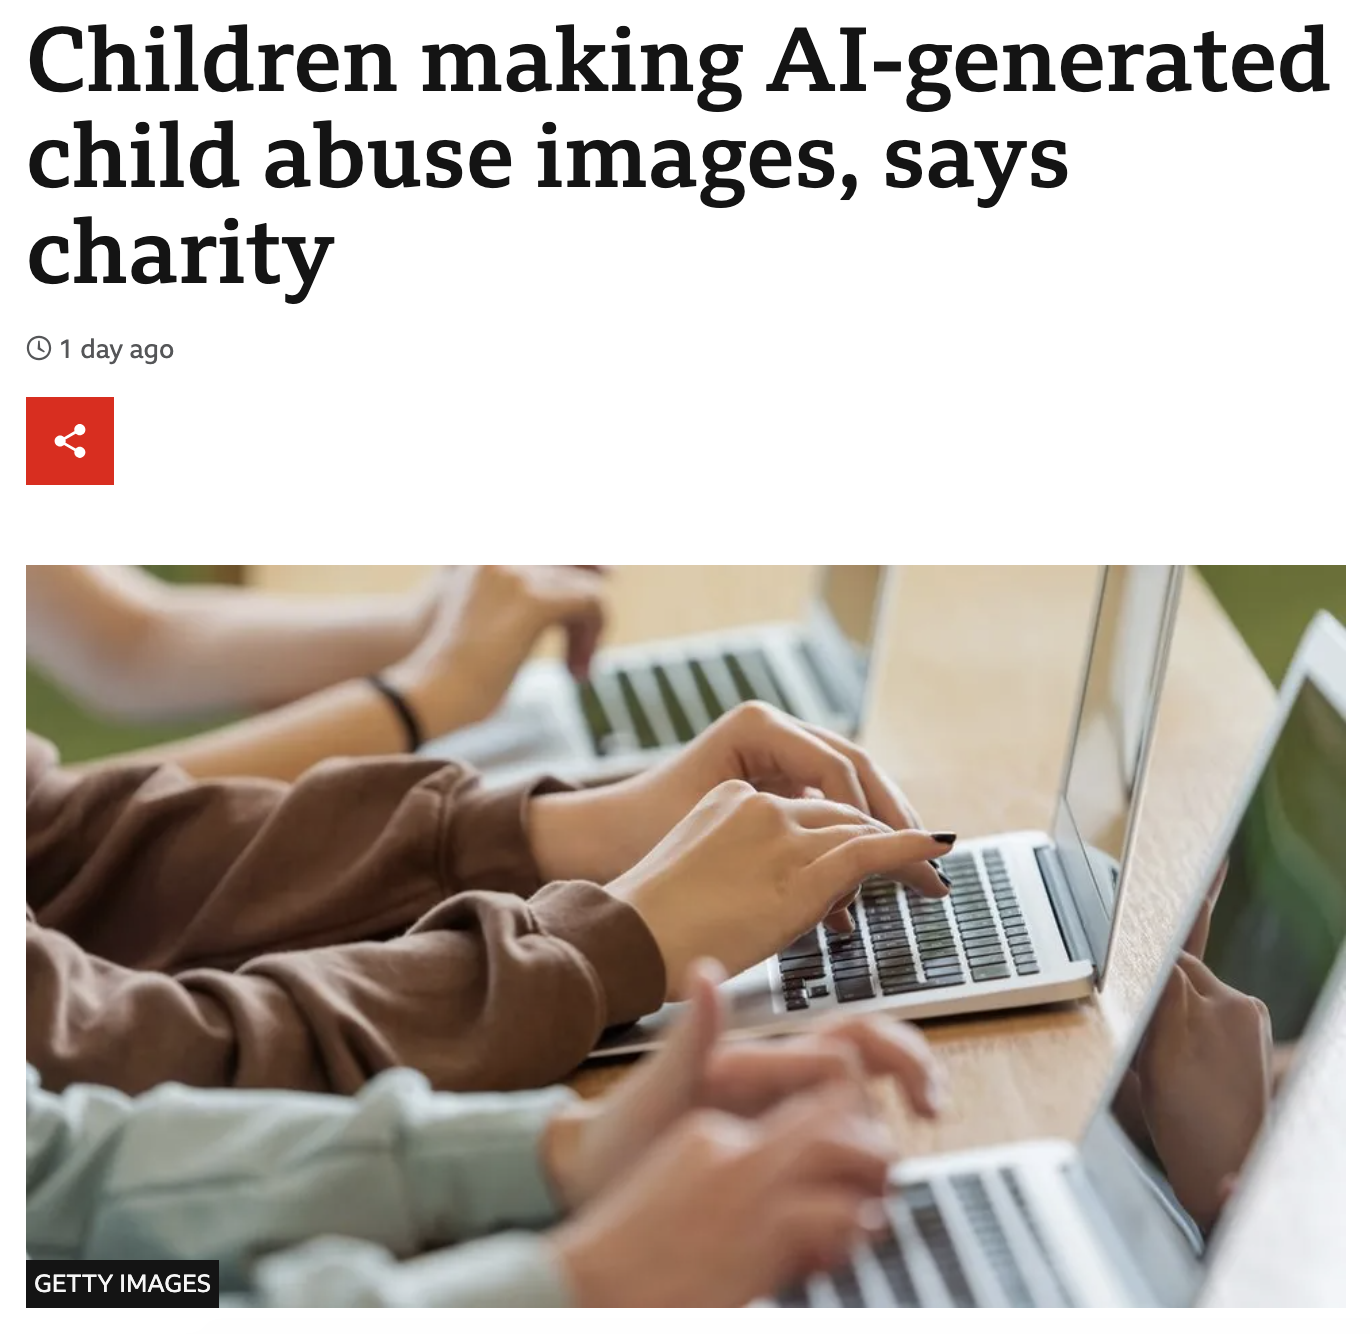 Children making AI-generated
child abuse images, says
charity
1 day ago
GETTY IMAGES